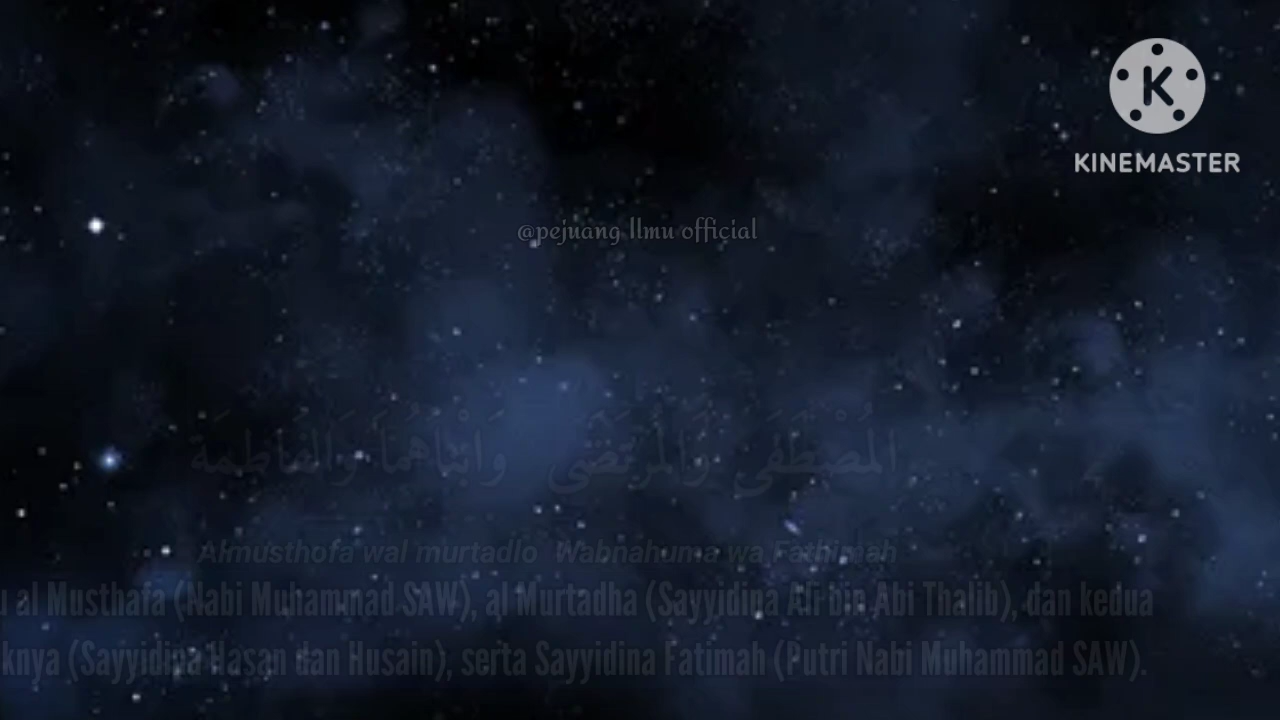 K
KINEMASTER
@pejuang Ilmu official
المُصْطَفَى وَالْمُرْتَضَى وَابْنَاهُمَا وَالْفَاطِمَة
Almusthofa wal murtadlo Wabnahuma wa Fathimah
u al Musthafa (Nabi Muhammad SAW), al Murtadha (Sayyidina Ali bin Abi Thalib), dan kedua
knya (Sayyidina Hasan dan Husain), serta Sayyidina Fatimah (Putri Nabi Muhammad SAW).